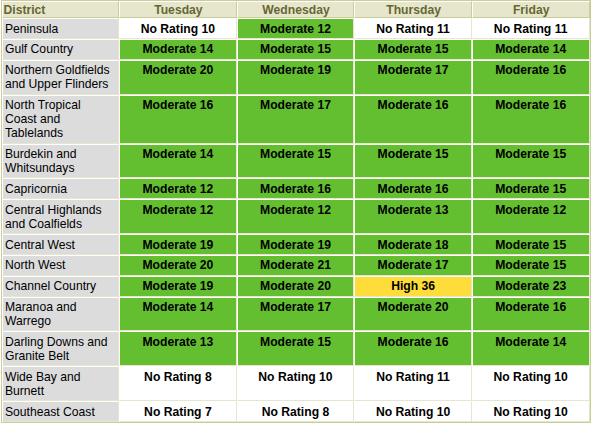 District Tuesday Wednesday Thursday Friday
Peninsula No Rating 10 Moderate 12 No Rating 11 No Rating 11
Gulf Country Moderate 14 Moderate 15 Moderate 15 Moderate 14
Northern Goldfields Moderate 20 Moderate 19 Moderate 17 Moderate 16
and Upper Flinders
North Tropical Moderate 16 Moderate 17 Moderate 16 Moderate 16
Coast and
Tablelands
Burdekin and Moderate 14 Moderate 15 Moderate 15 Moderate 15
Whitsundays
Capricornia Moderate 12 Moderate 16 Moderate 16 Moderate 15
Central Highlands Moderate 12 Moderate 12 Moderate 13 Moderate 12
and Coalfields
Central West Moderate 19 Moderate 19 Moderate 18 Moderate 15
North West Moderate 20 Moderate 21 Moderate 17 Moderate 15
Channel Country Moderate 19 Moderate 20 High 36 Moderate 23
Maranoa and Moderate 14 Moderate 17 Moderate 20 Moderate 16
Warrego
Darling Downs and Moderate 13 Moderate 15 Moderate 16 Moderate 14
Granite Belt
Wide Bay and No Rating 8 No Rating 10 No Rating 11 No Rating 10
Burnett
Southeast Coast No Rating 7 No Rating 8 No Rating 10 No Rating 10